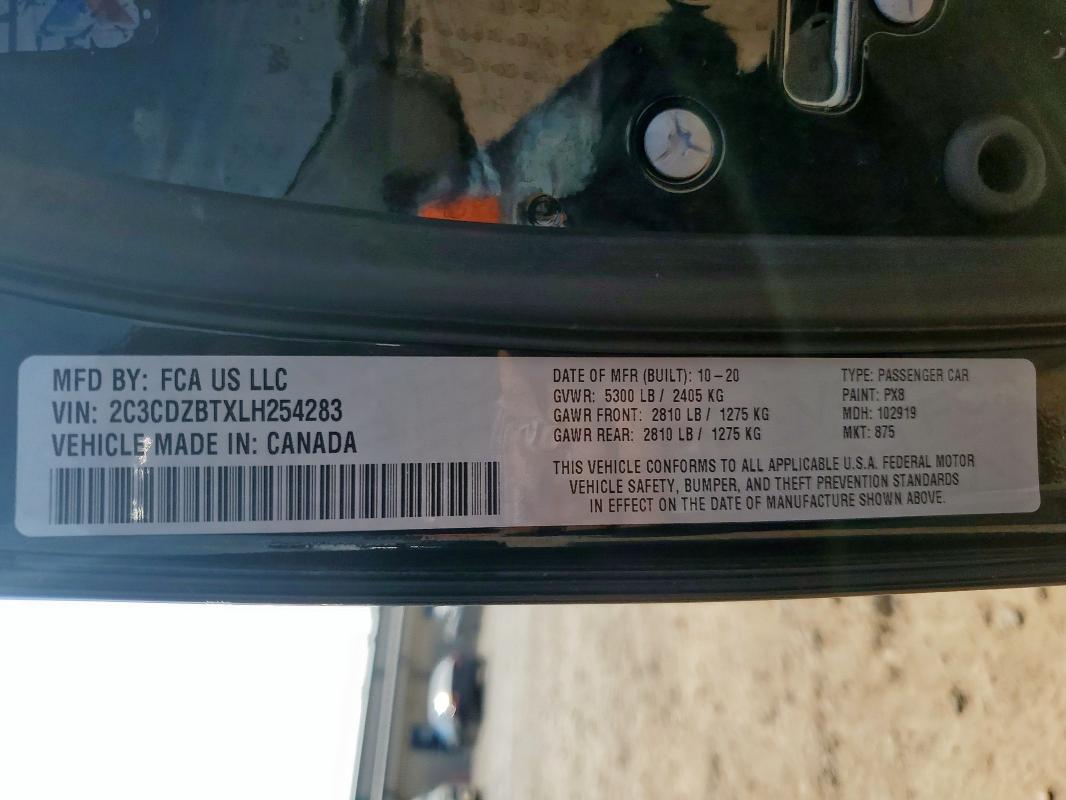 MFD BY: FCA US LLC
VIN: 2C3CDZBTXLH254283
VEHICLE MADE IN: CANADA
DATE OF MFR (BUILT): 10-20
GVWR: 5300 LB / 2405 KG
GAWR FRONT: 2810 LB / 1275 KG
GAWR REAR: 2810 LB / 1275 KG
TYPE: PASSENGER CAR
PAINT: PX8
MDH: 102919
MKT: 875
THIS VEHICLE CONFORMS TO ALL APPLICABLE U.S.A. FEDERAL MOTOR
VEHICLE SAFETY, BUMPER, AND THEFT PREVENTION STANDARDS
IN EFFECT ON THE DATE OF MANUFACTURE SHOWN ABOVE.